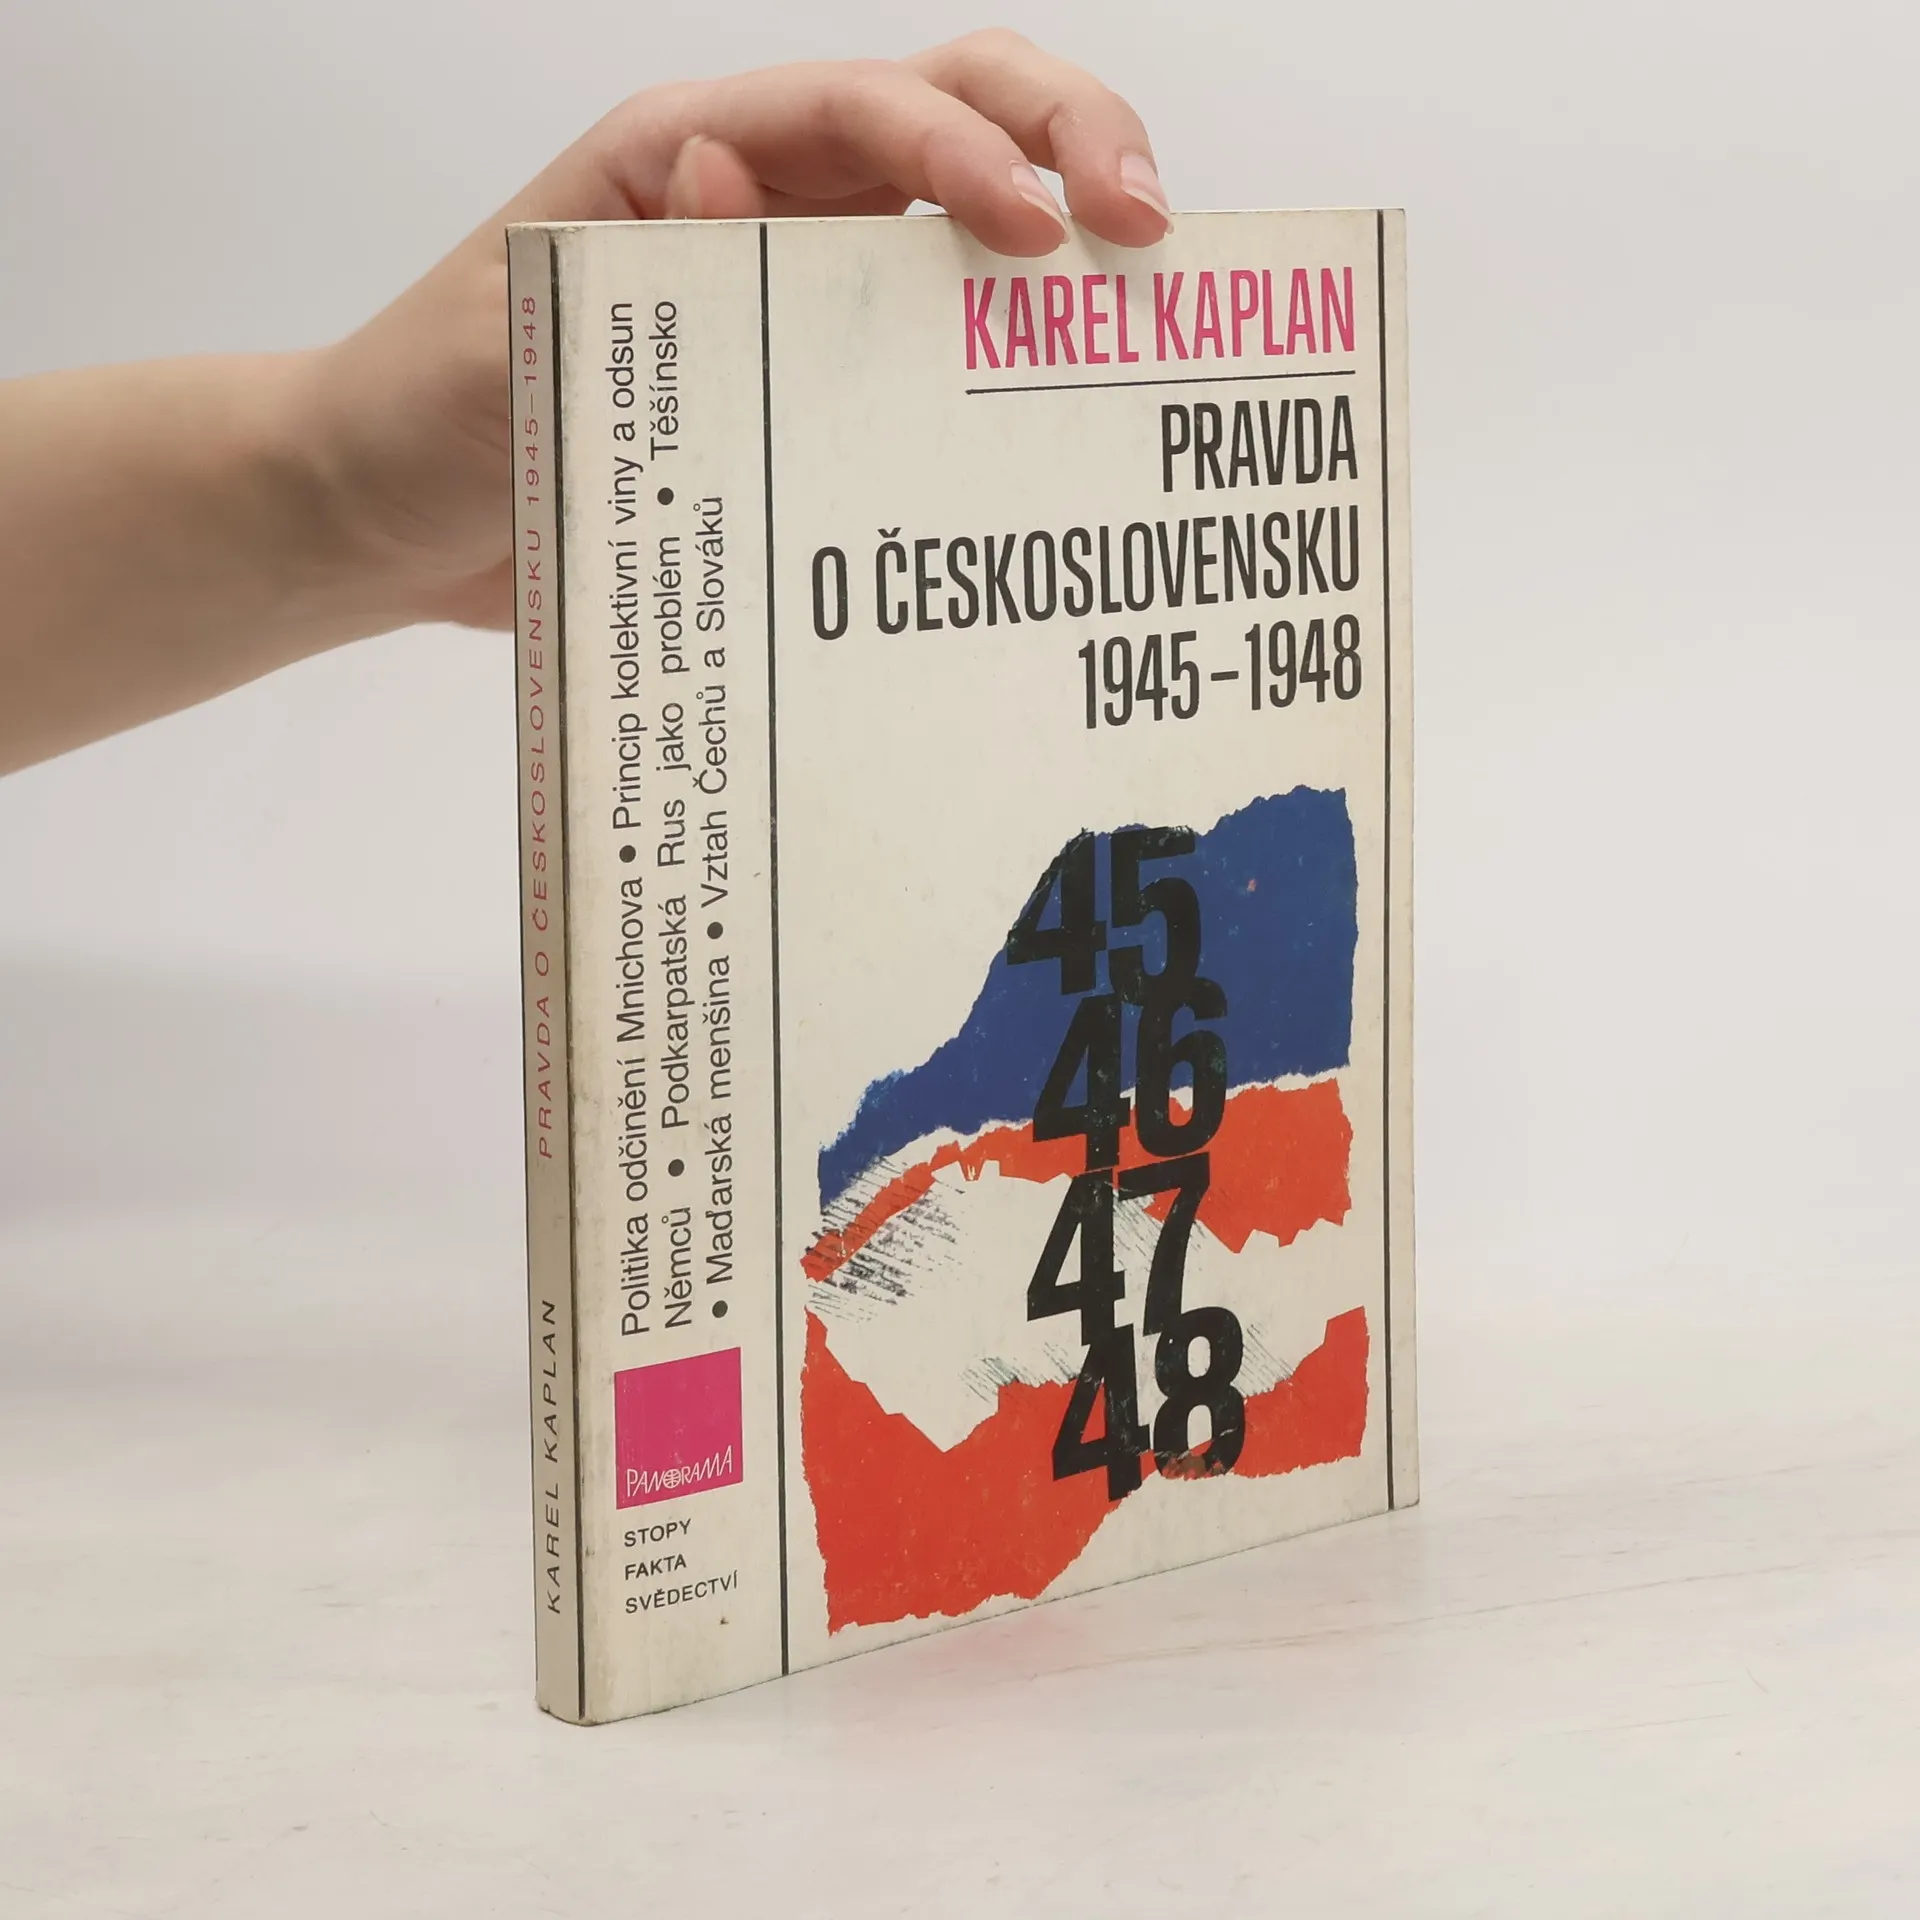 KAREL KAPLAN
PRAVDA
O ČESKOSLOVENSKU
1945–1948
45
46
47
48
Politika odčinění Mnichova ● Princip kolektivní viny a odsun
Němců ● Podkarpatská Rus jako problém ● Těšínsko
● Maďarská menšina ● Vztah Čechů a Slováků
PANORAMA
STOPY
FAKTA
SVĚDECTVÍ
KAREL KAPLAN PRAVDA O ČESKOSLOVENSKU 1945–1948